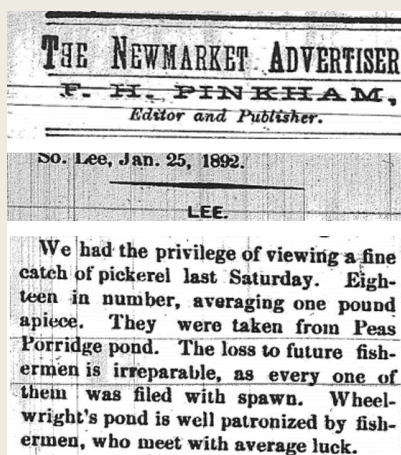 THE NEWMARKET ADVERTISER
F. H. PINKHAM,
Editor and Publisher.
So. Lee, Jan. 25, 1892.
LEE.
We had the privilege of viewing a fine
catch of pickerel last Saturday. Eigh-
teen in number, averaging one pound
apiece. They were taken from Peas
Porridge pond. The loss to future fish-
ermen is irreparable, as every one of
them was filed with spawn. Wheel-
wright's pond is well patronized by fish-
ermen, who meet with average luck.